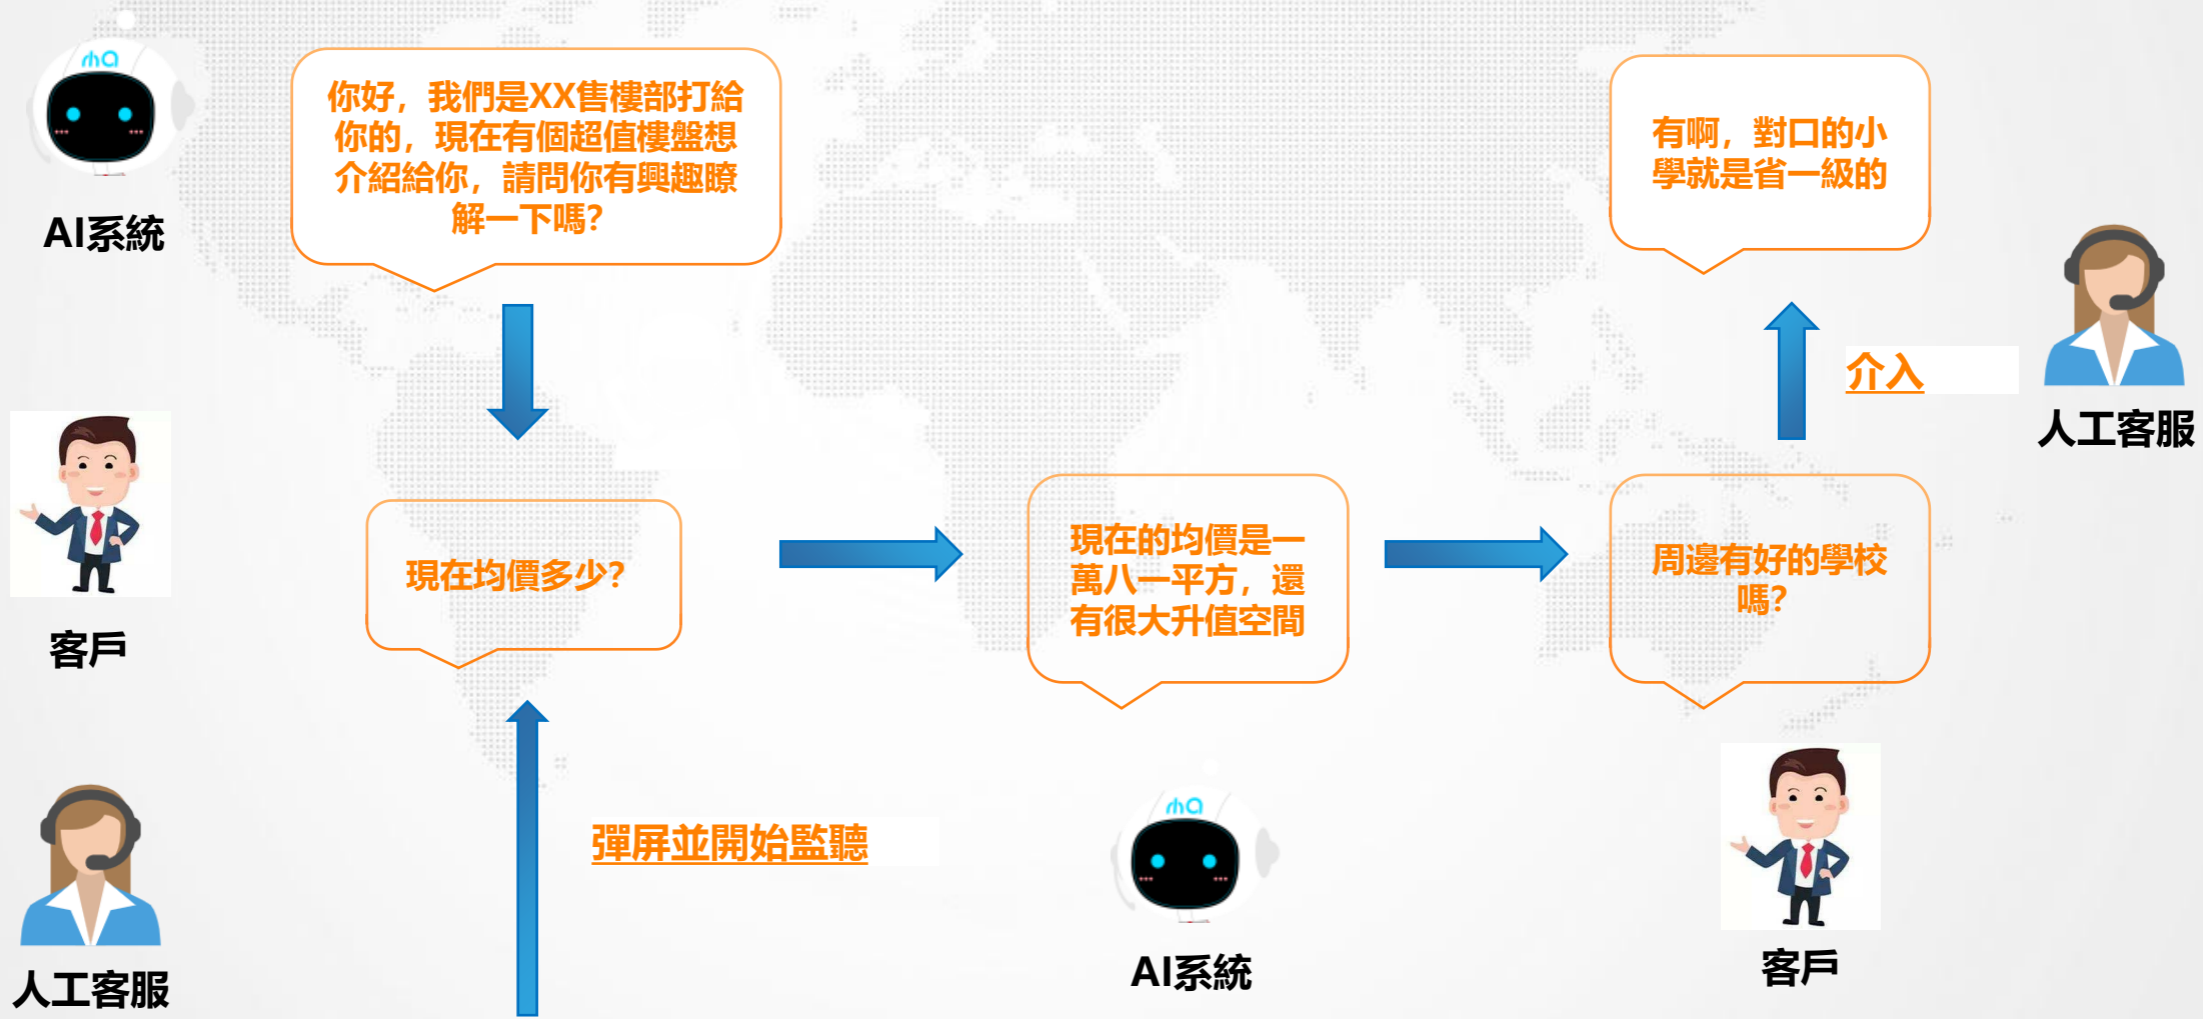 你好，我們是XX售樓部打給
你的，現在有個超值樓盤想
介紹給你，請問你有興趣瞭
解一下嗎？
AI系統
有啊，對口的小
學就是省一級的
介入
人工客服
客戶
現在均價多少？
現在的均價是一
萬八一平方，還
有很大升值空間
周邊有好的學校
嗎？
彈屏並開始監聽
人工客服
AI系統
客戶